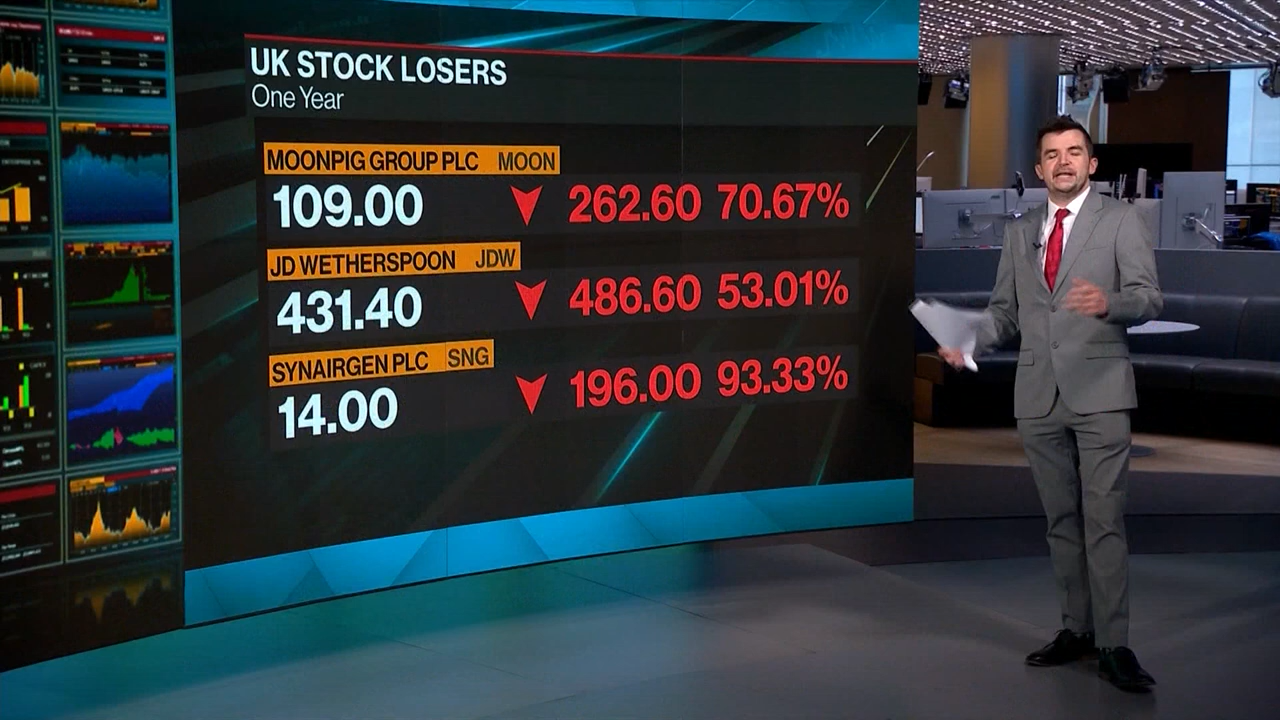 UK STOCK LOSERS
One Year
MOONPIG GROUP PLC MOON
109.00 ▼ 262.60 70.67%
JD WETHERSPOON JDW
431.40 ▼ 486.60 53.01%
SYNAIRGEN PLC SNG
14.00 ▼ 196.00 93.33%